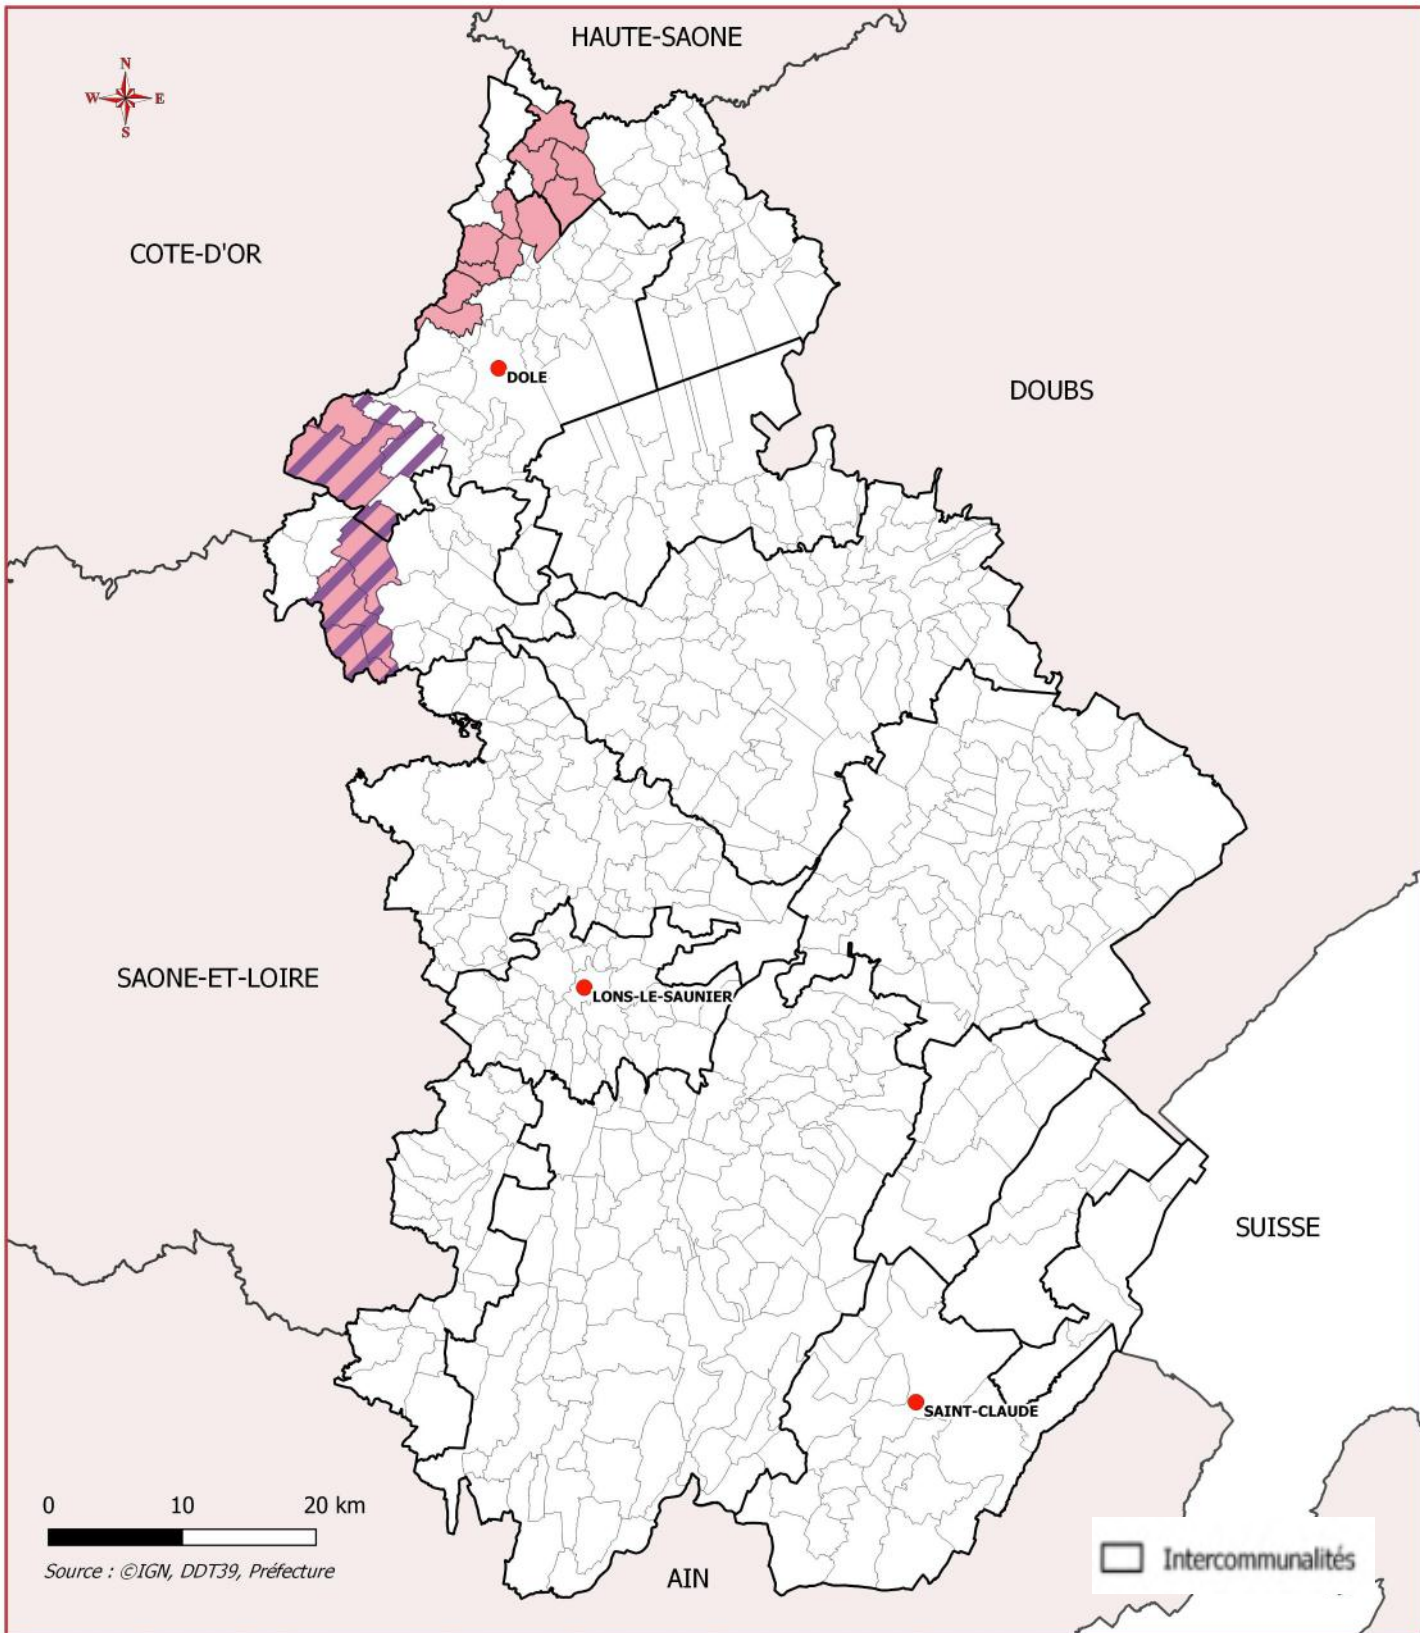 HAUTE-SAONE
N
W E
S
COTE-D'OR
DOLE
DOUBS
SAONE-ET-LOIRE
LONS-LE-SAUNIER
SUISSE
SAINT-CLAUDE
0 10 20 km
Source : ©IGN, DDT39, Préfecture
AIN
Intercommunalités